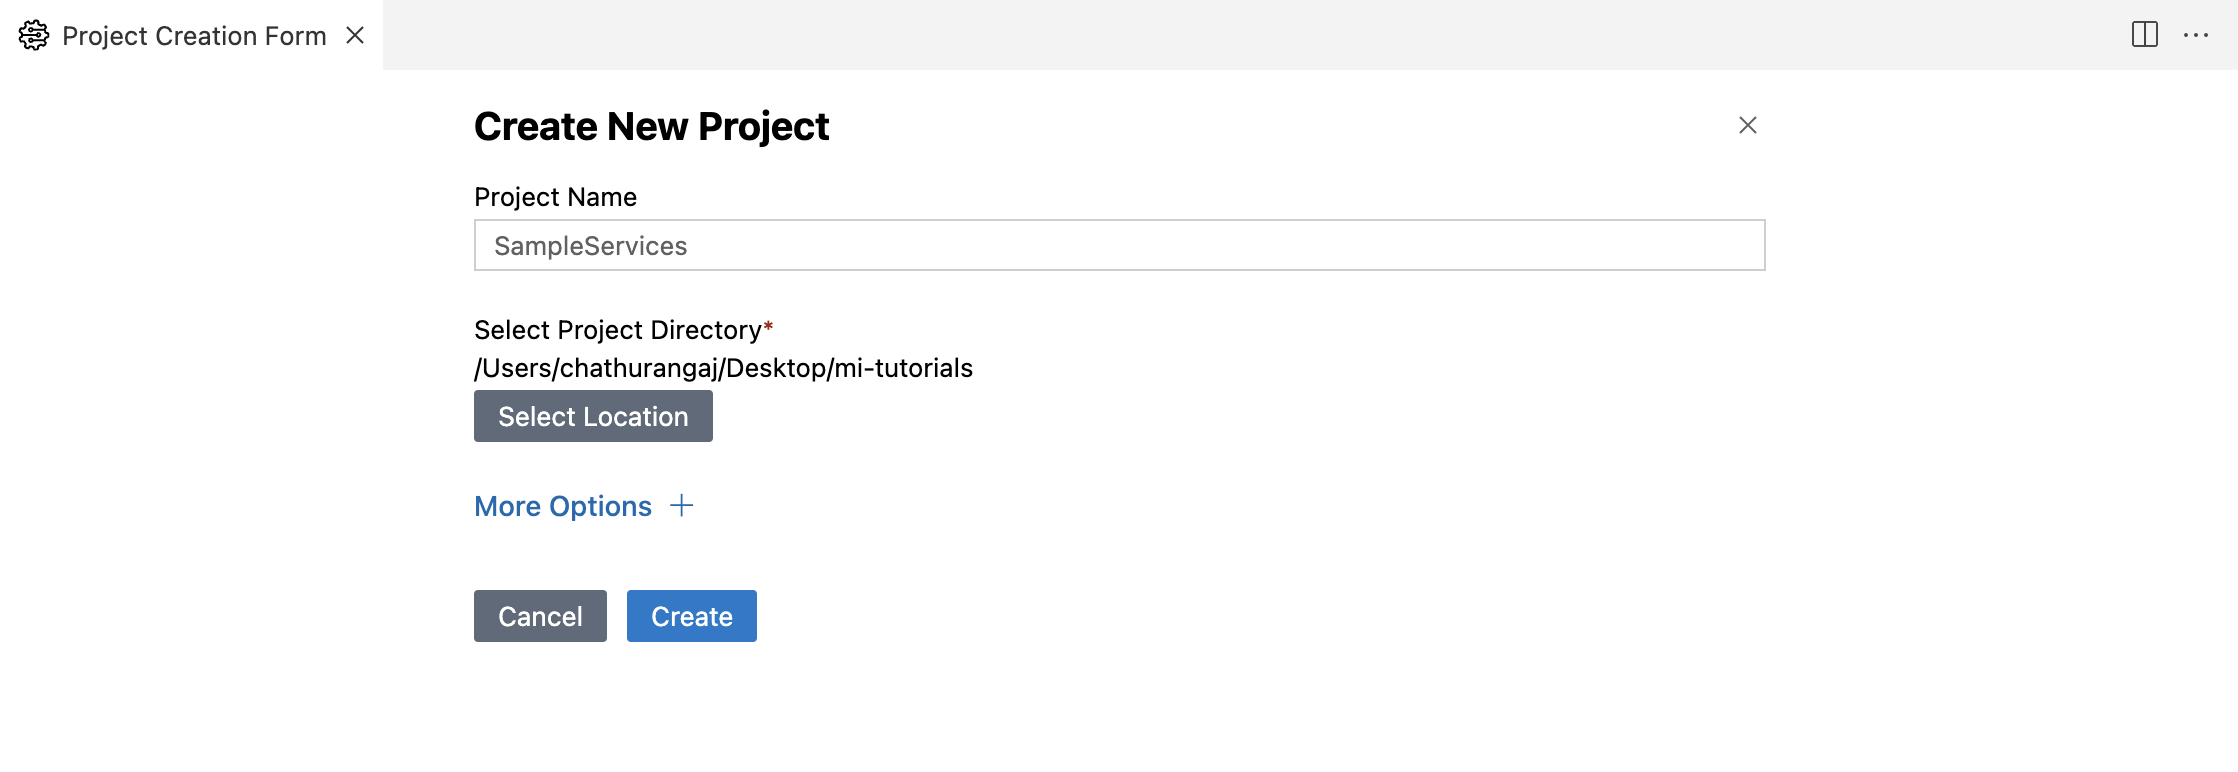 Project Creation Form
Create New Project
Project Name
SampleServices
Select Project Directory*
/Users/chathurangaj/Desktop/mi-tutorials
Select Location
More Options
Cancel
Create